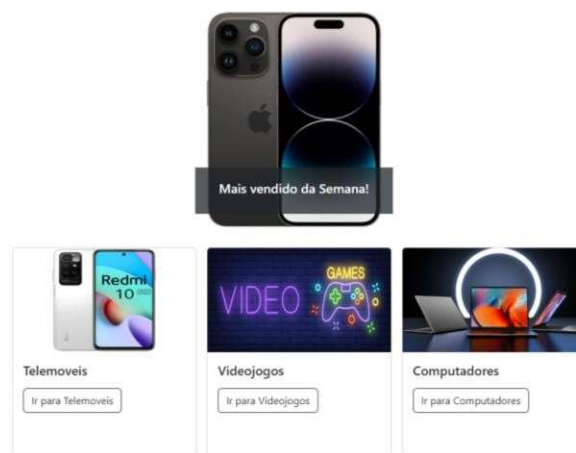 Mais vendido da Semana!
Redmi
10
VIDEO
GAMES
Telemoveis
Videojogos
Computadores
Ir para Telemoveis
Ir para Videojogos
Ir para Computadores